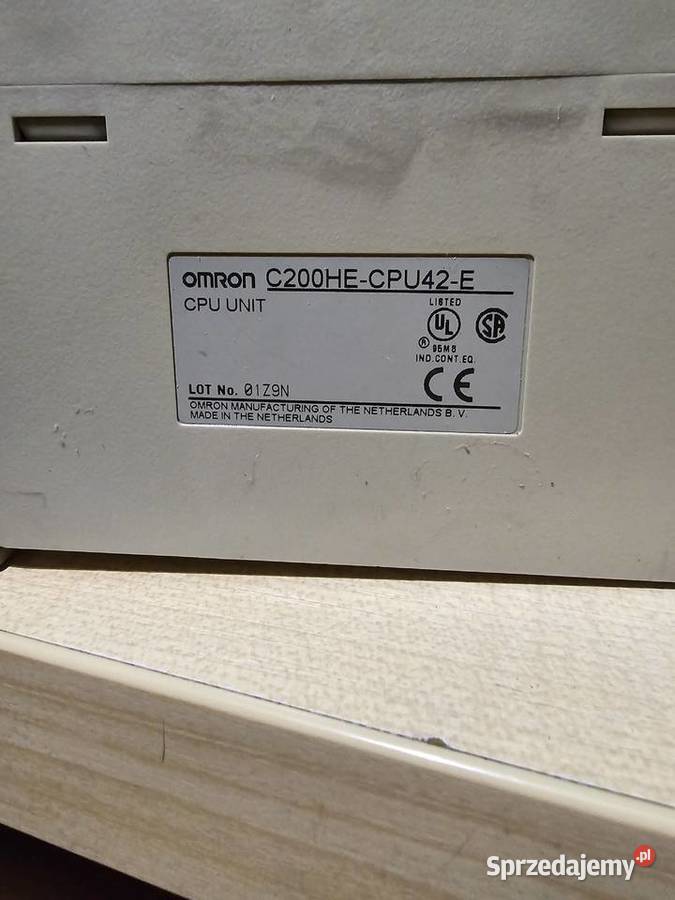 omron C200HE-CPU42-E
CPU UNIT
LISTED
UL
® 95M8
IND.CONT.EQ.
SA
CE
LOT No. 01Z9N
OMRON MANUFACTURING OF THE NETHERLANDS B.V.
MADE IN THE NETHERLANDS
Sprzedajemy.pl